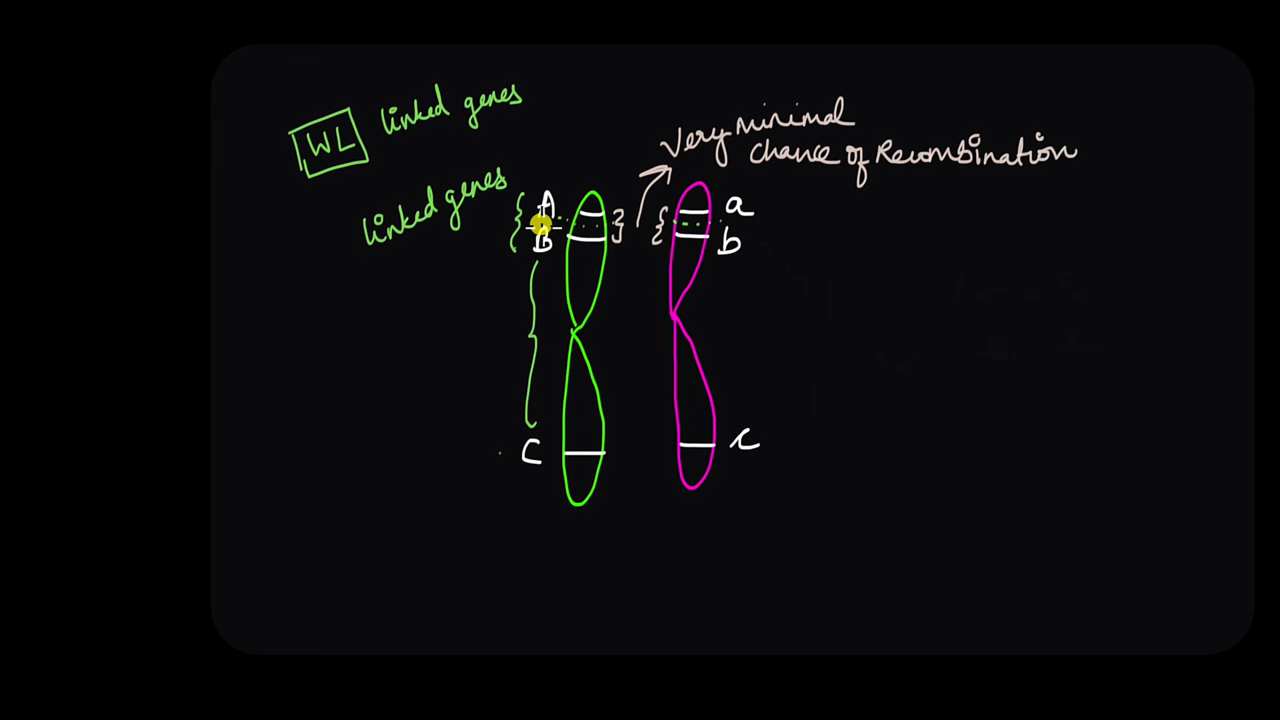 WL linked genes
Very minimal
chance of Recombination
linked genes
A
a
B
b
C
c